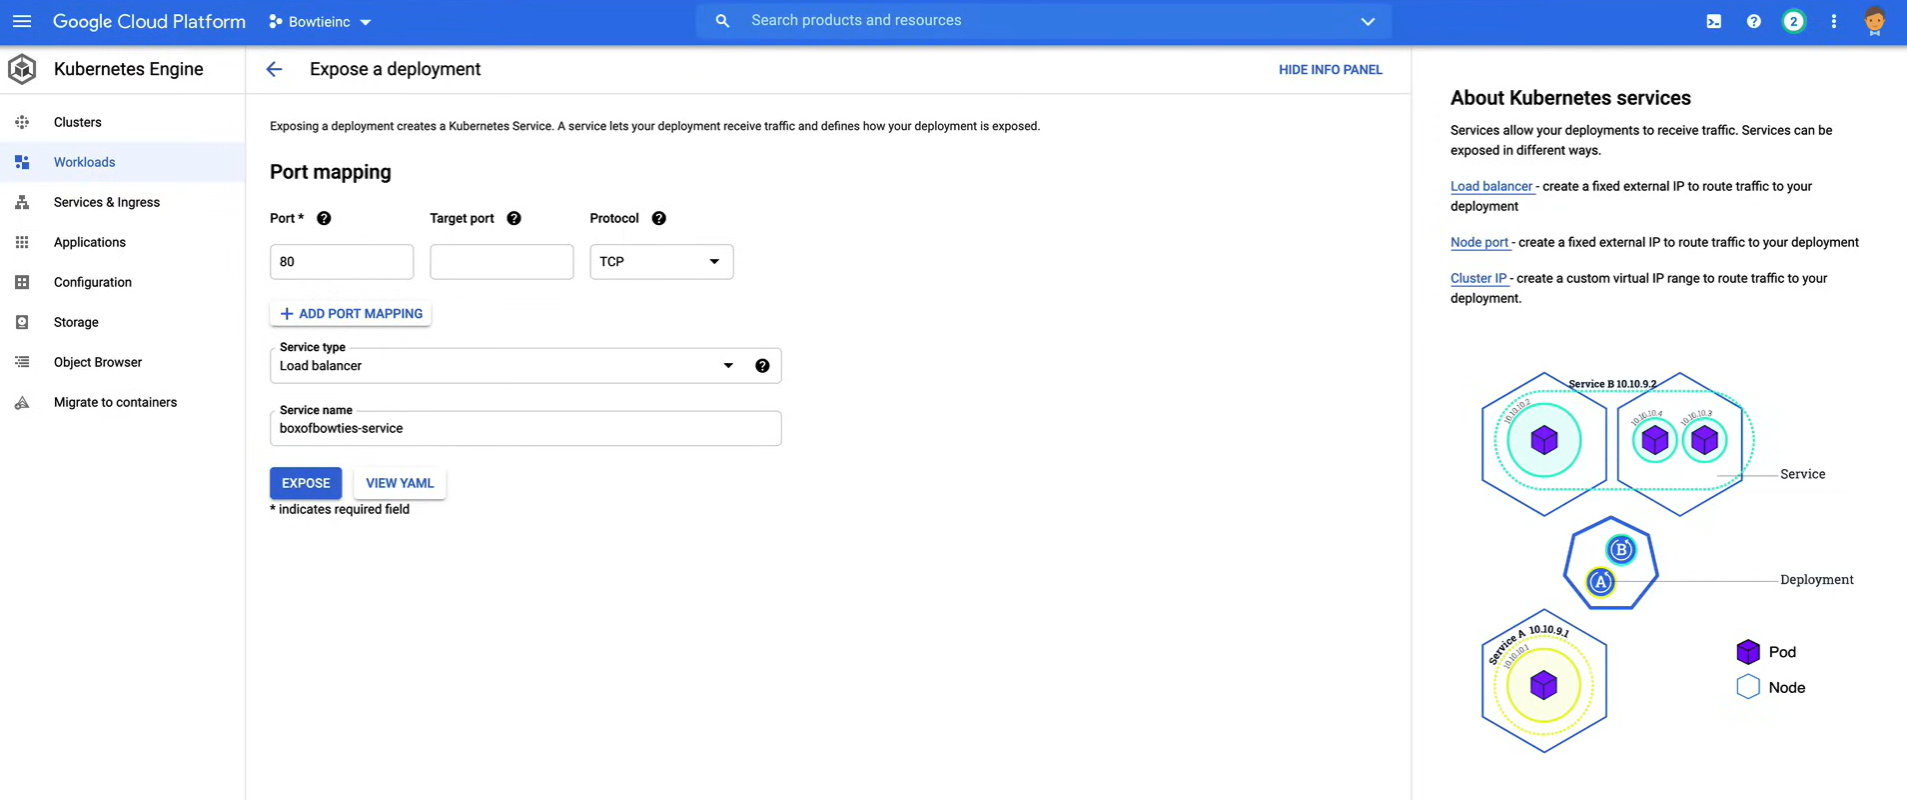 Google Cloud Platform
Bowtieinc
Search products and resources
2
Kubernetes Engine
Expose a deployment
HIDE INFO PANEL
Clusters
Workloads
Services & Ingress
Applications
Configuration
Storage
Object Browser
Migrate to containers
Exposing a deployment creates a Kubernetes Service. A service lets your deployment receive traffic and defines how your deployment is exposed.
Port mapping
Port * ?
Target port ?
Protocol ?
80
TCP
+ ADD PORT MAPPING
Service type
Load balancer
?
Service name
boxofbowties-service
EXPOSE
VIEW YAML
* indicates required field
About Kubernetes services
Services allow your deployments to receive traffic. Services can be
exposed in different ways.
Load balancer - create a fixed external IP to route traffic to your
deployment
Node port - create a fixed external IP to route traffic to your deployment
Cluster IP - create a custom virtual IP range to route traffic to your
deployment.
Service B 10.10.9.2
10.10.10.2
10.10.10.4
10.10.10.3
Service
B
A
Deployment
Service A 10.10.9.1
10.10.10.1
Pod
Node